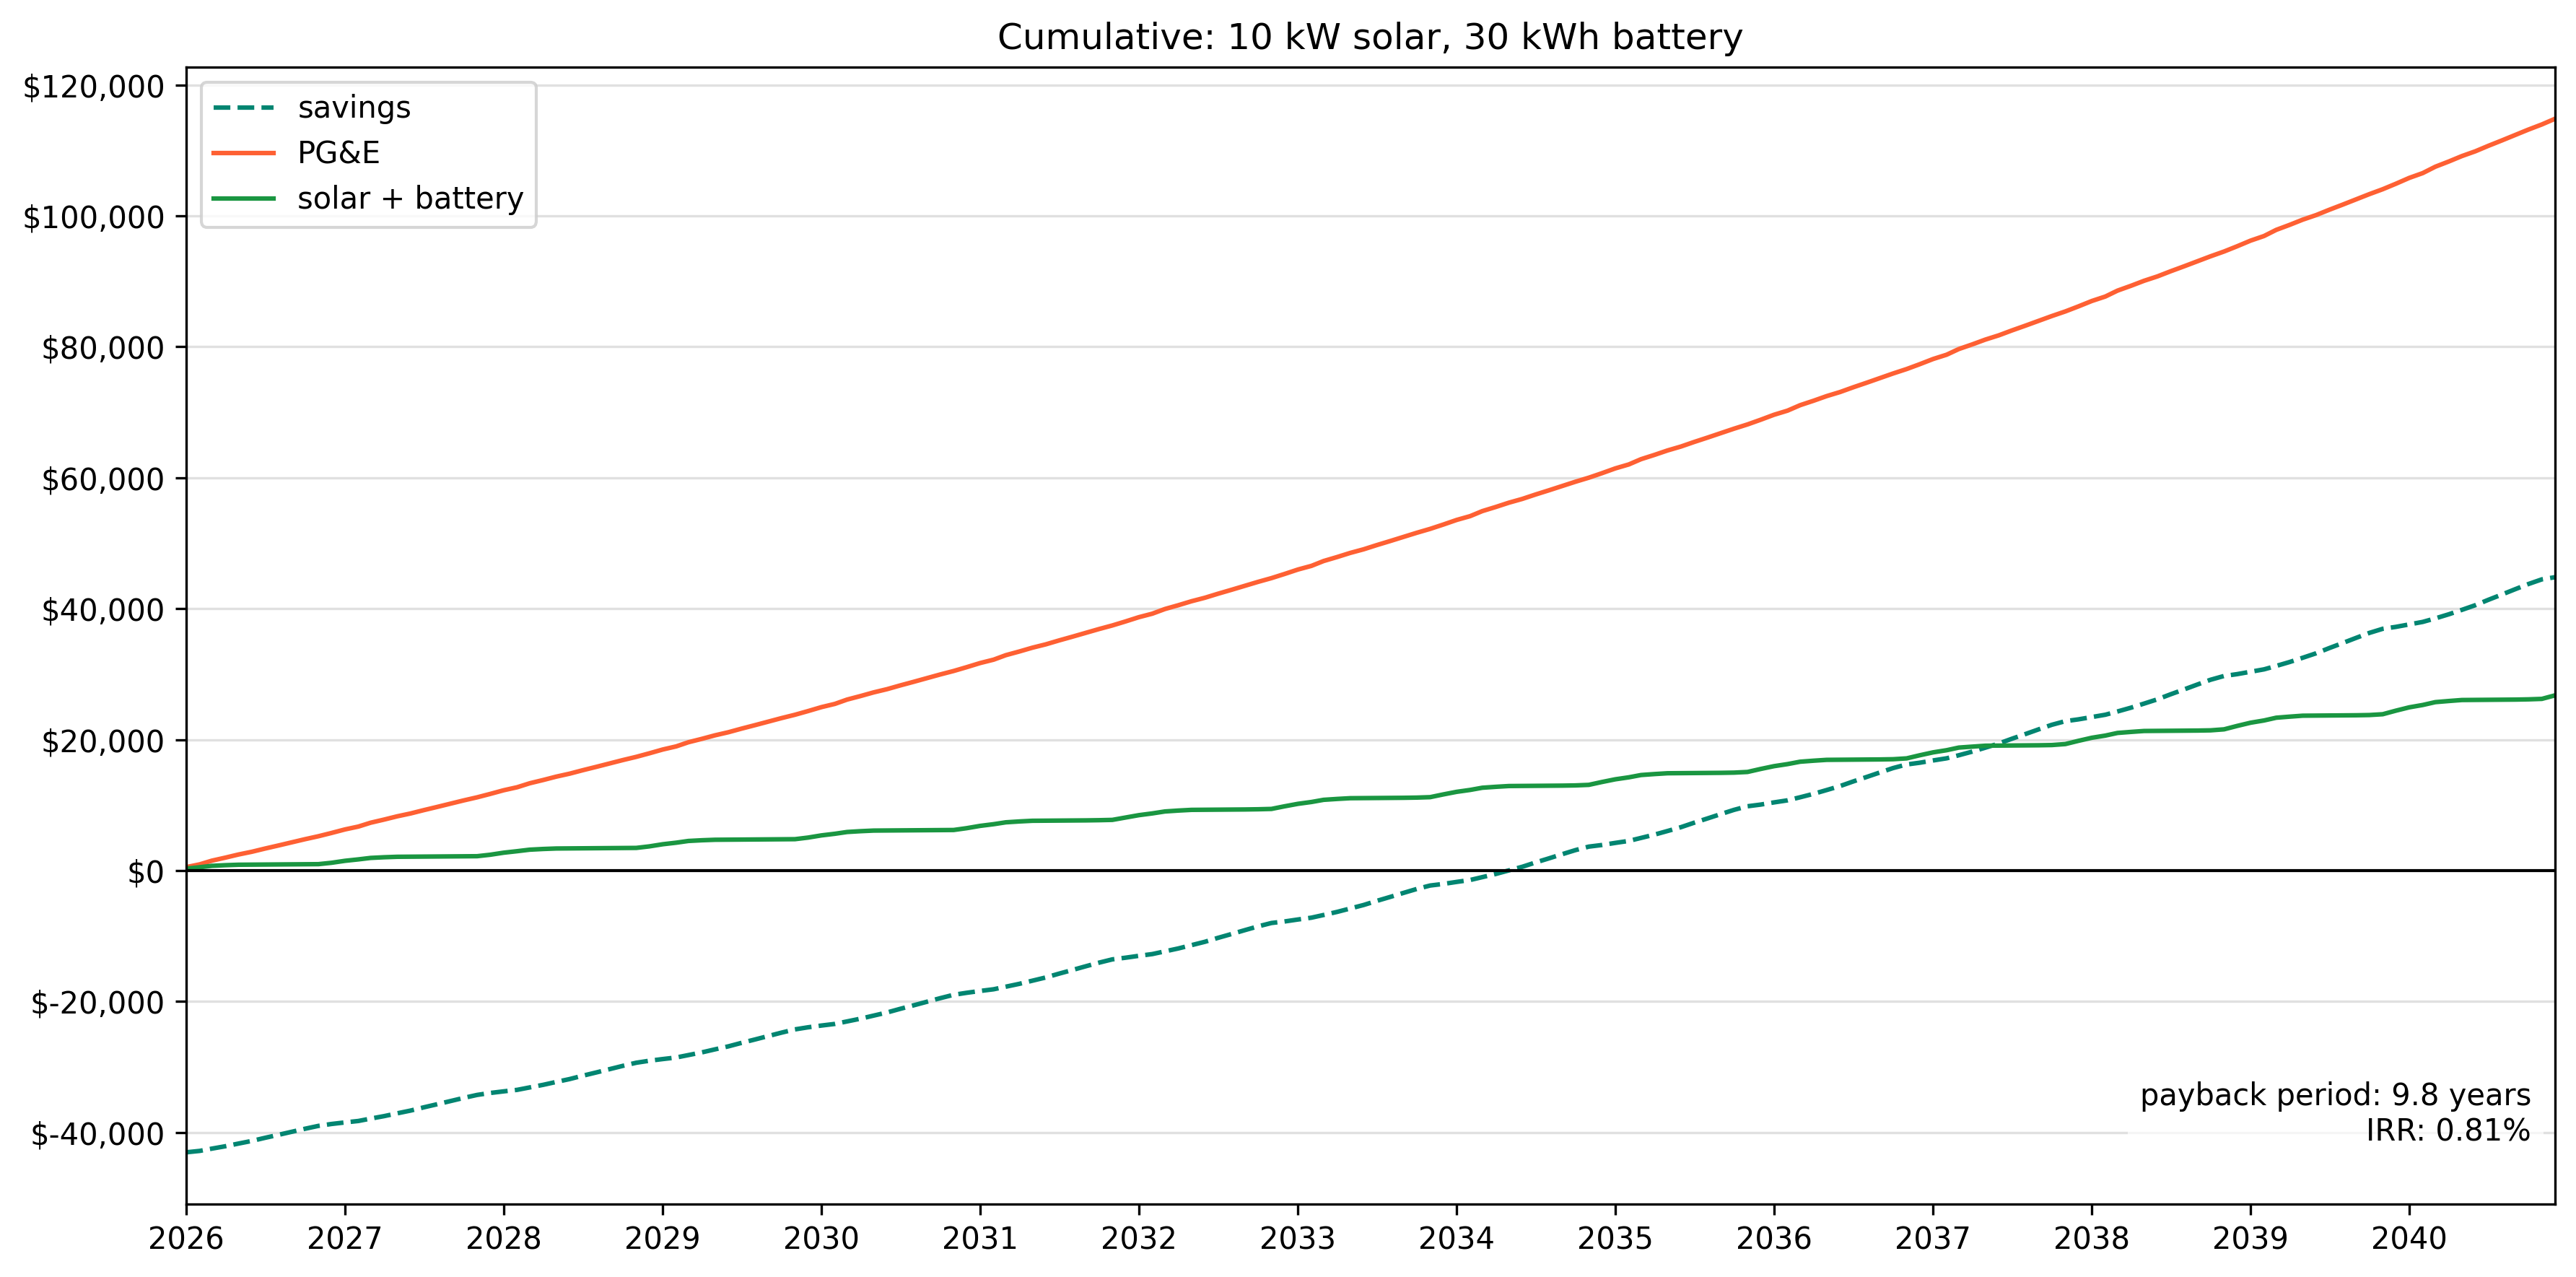 Cumulative: 10 kW solar, 30 kWh battery
$120,000
$100,000
$80,000
$60,000
$40,000
$20,000
$0
$-20,000
$-40,000
savings
PG&E
solar + battery
payback period: 9.8 years
IRR: 0.81%
2026 2027 2028 2029 2030 2031 2032 2033 2034 2035 2036 2037 2038 2039 2040